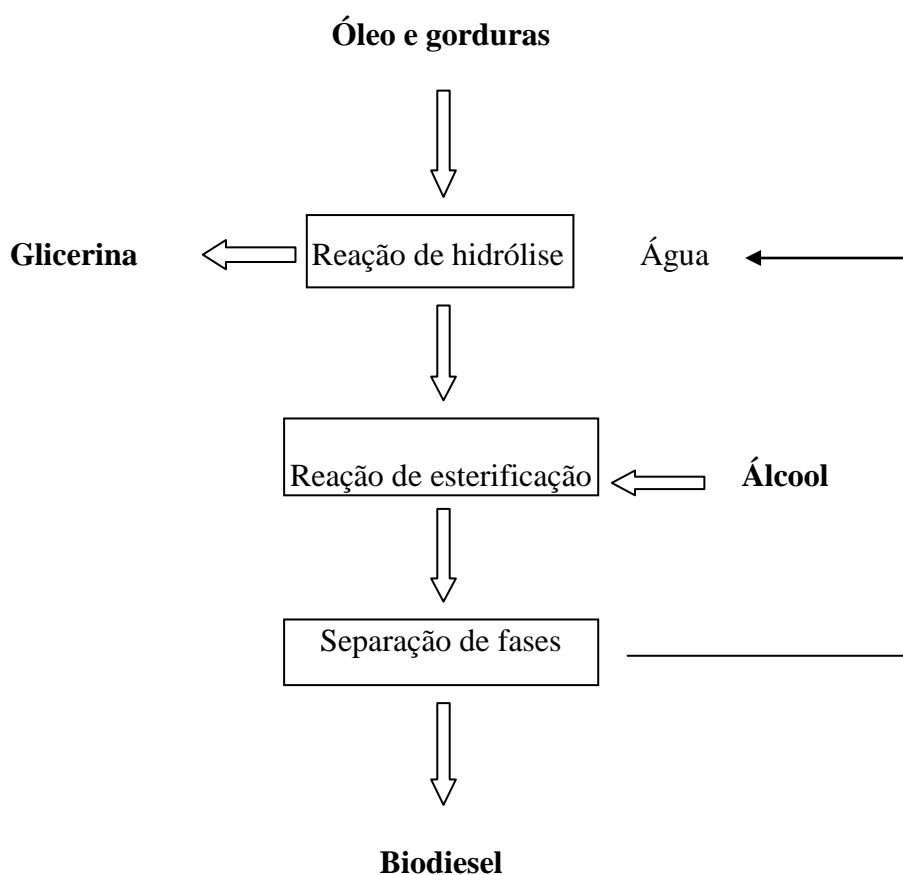 Óleo e gorduras
Glicerina
Reação de hidrólise
Água
Reação de esterificação
Álcool
Separação de fases
Biodiesel